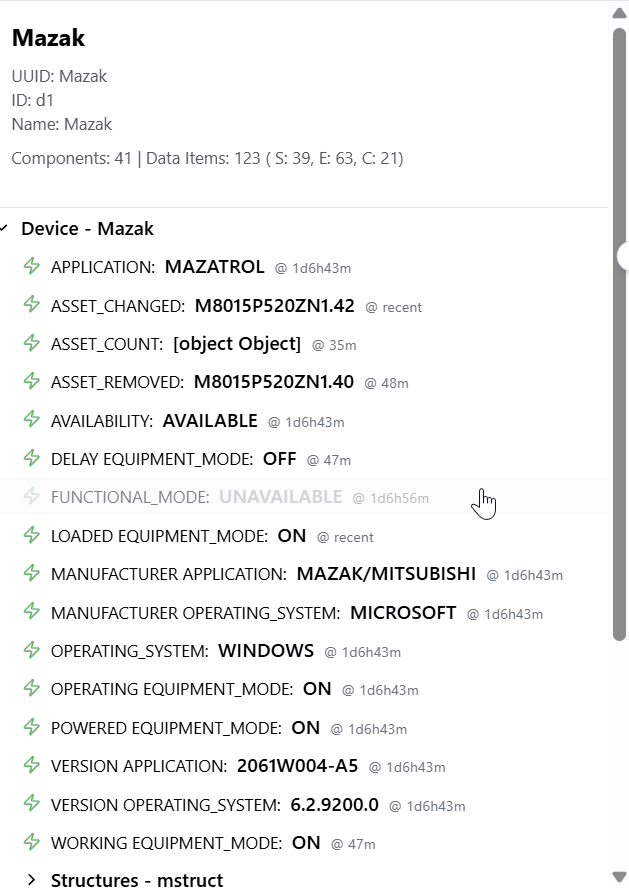 Mazak
UUID: Mazak
ID: d1
Name: Mazak
Components: 41 | Data Items: 123 ( S: 39, E: 63, C: 21)
Device - Mazak
APPLICATION: MAZATROL @ 1d6h43m
ASSET_CHANGED: M8015P520ZN1.42 @ recent
ASSET_COUNT: [object Object] @ 35m
ASSET_REMOVED: M8015P520ZN1.40 @ 48m
AVAILABILITY: AVAILABLE @ 1d6h43m
DELAY EQUIPMENT_MODE: OFF @ 47m
FUNCTIONAL_MODE: UNAVAILABLE @ 1d6h56m
LOADED EQUIPMENT_MODE: ON @ recent
MANUFACTURER APPLICATION: MAZAK/MITSUBISHI @ 1d6h43m
MANUFACTURER OPERATING_SYSTEM: MICROSOFT @ 1d6h43m
OPERATING_SYSTEM: WINDOWS @ 1d6h43m
OPERATING EQUIPMENT_MODE: ON @ 1d6h43m
POWERED EQUIPMENT_MODE: ON @ 1d6h43m
VERSION APPLICATION: 2061W004-A5 @ 1d6h43m
VERSION OPERATING_SYSTEM: 6.2.9200.0 @ 1d6h43m
WORKING EQUIPMENT_MODE: ON @ 47m
Structures - mstruct